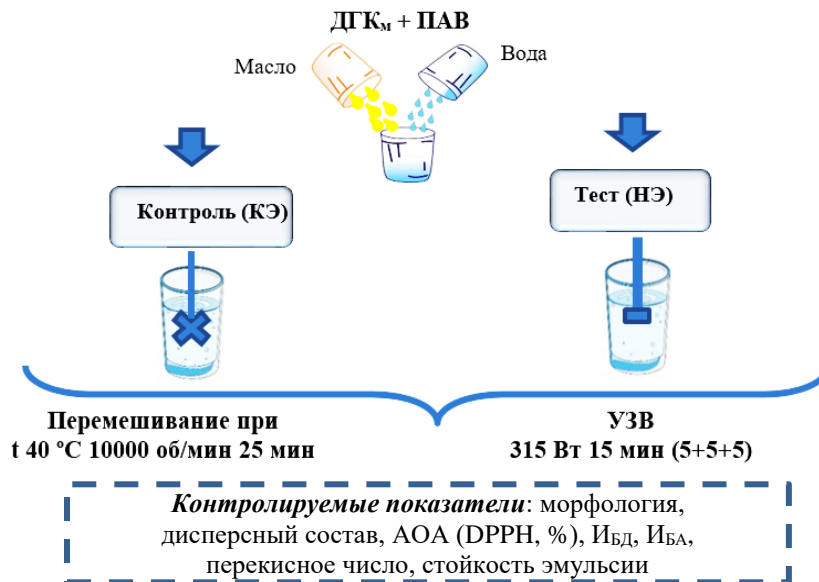 ДГКм + ПАВ
Масло
Вода
Контроль (КЭ)
Тест (НЭ)
Перемешивание при
t 40 °С 10000 об/мин 25 мин
УЗВ
315 Вт 15 мин (5+5+5)
Контролируемые показатели: морфология,
дисперсный состав, АОА (DPPH, %), ИБД, ИБА,
перекисное число, стойкость эмульсии